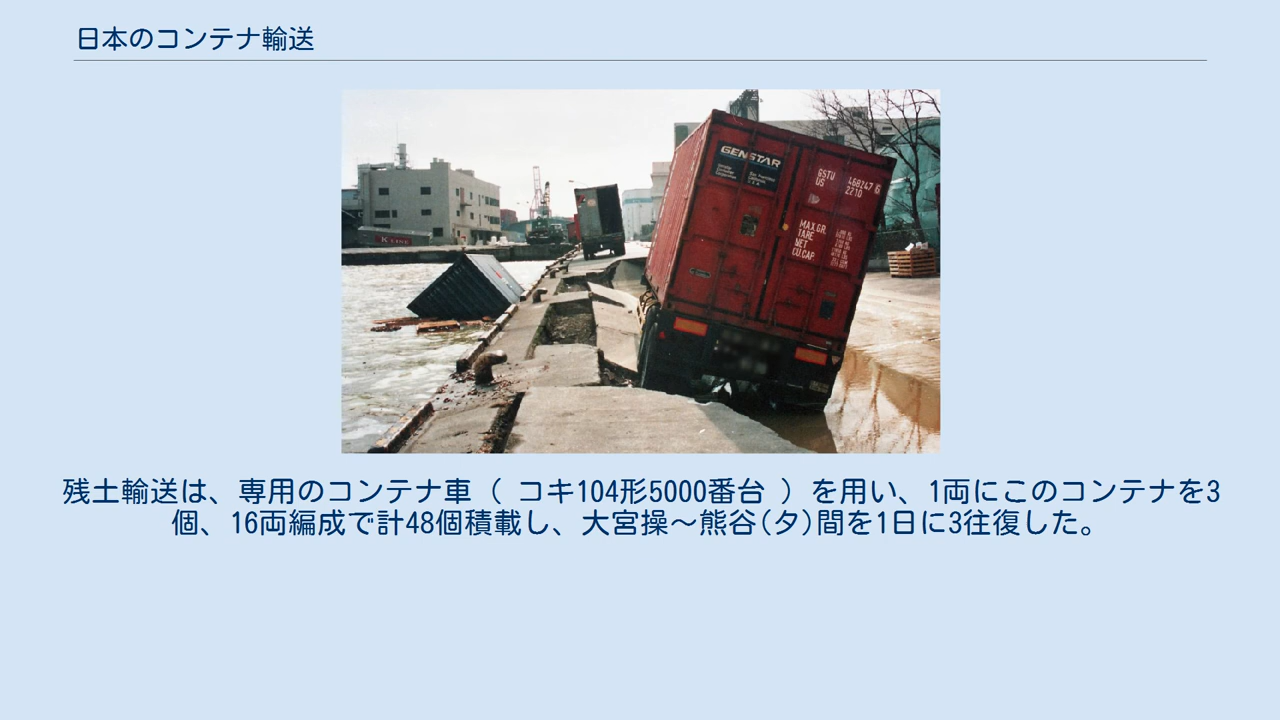 日本のコンテナ輸送
GENSTAR
GSTU 468247 6
US 2210
MAX.GR.
TARE
NET
CU.CAP.
K LINE
残土輸送は、専用のコンテナ車（ コキ104形5000番台 ）を用い、1両にこのコンテナを3
個、16両編成で計48個積載し、大宮操〜熊谷(タ)間を1日に3往復した。